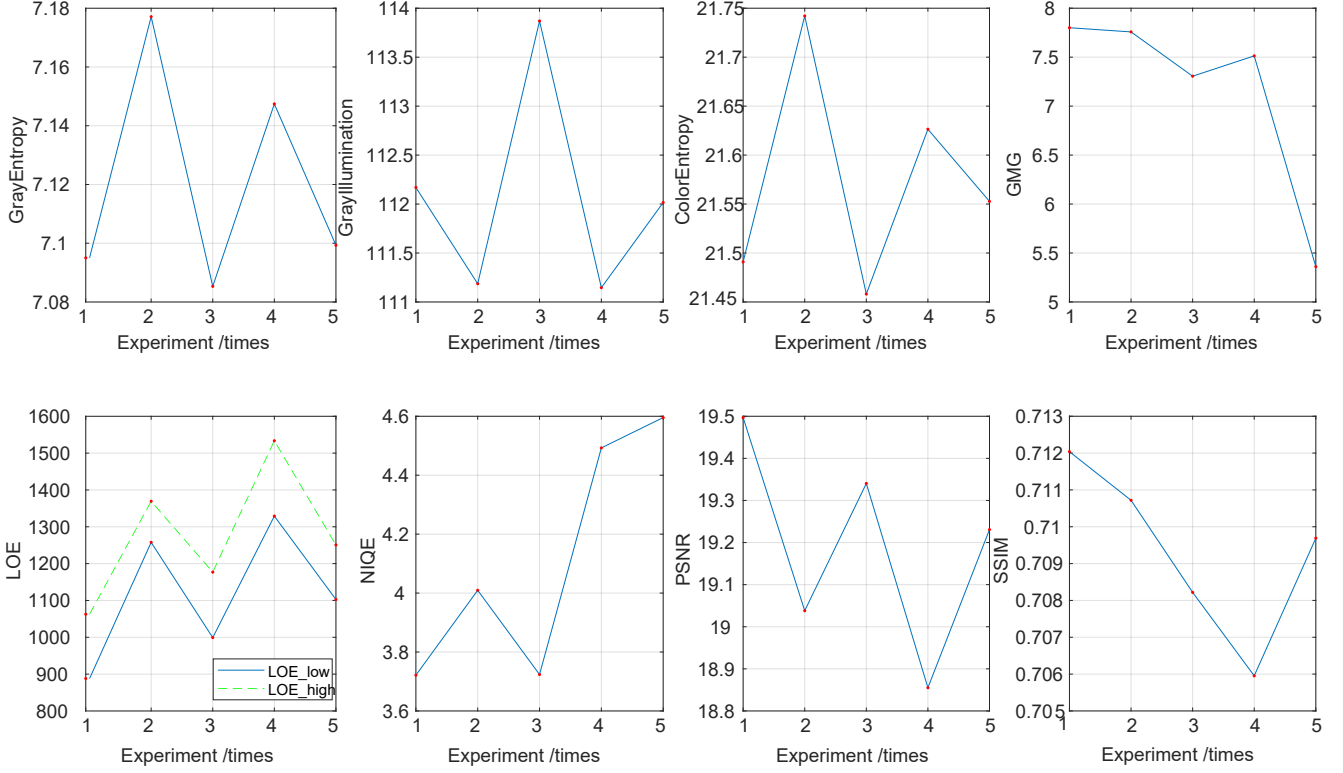 GrayEntropy
7.18
7.16
7.14
7.12
7.1
7.08
1 2 3 4 5
Experiment /times
GrayIllumination
114
113.5
113
112.5
112
111.5
111
1 2 3 4 5
Experiment /times
ColorEntropy
21.75
21.7
21.65
21.6
21.55
21.5
21.45
1 2 3 4 5
Experiment /times
GMG
8
7.5
7
6.5
6
5.5
5
1 2 3 4 5
Experiment /times
LOE
1600
1500
1400
1300
1200
1100
1000
900
800
LOE_low
LOE_high
1 2 3 4 5
Experiment /times
NIQE
4.6
4.4
4.2
4
3.8
3.6
1 2 3 4 5
Experiment /times
PSNR
19.5
19.4
19.3
19.2
19.1
19
18.9
18.8
1 2 3 4 5
Experiment /times
SSIM
0.713
0.712
0.711
0.71
0.709
0.708
0.707
0.706
0.705
1 2 3 4 5
Experiment /times